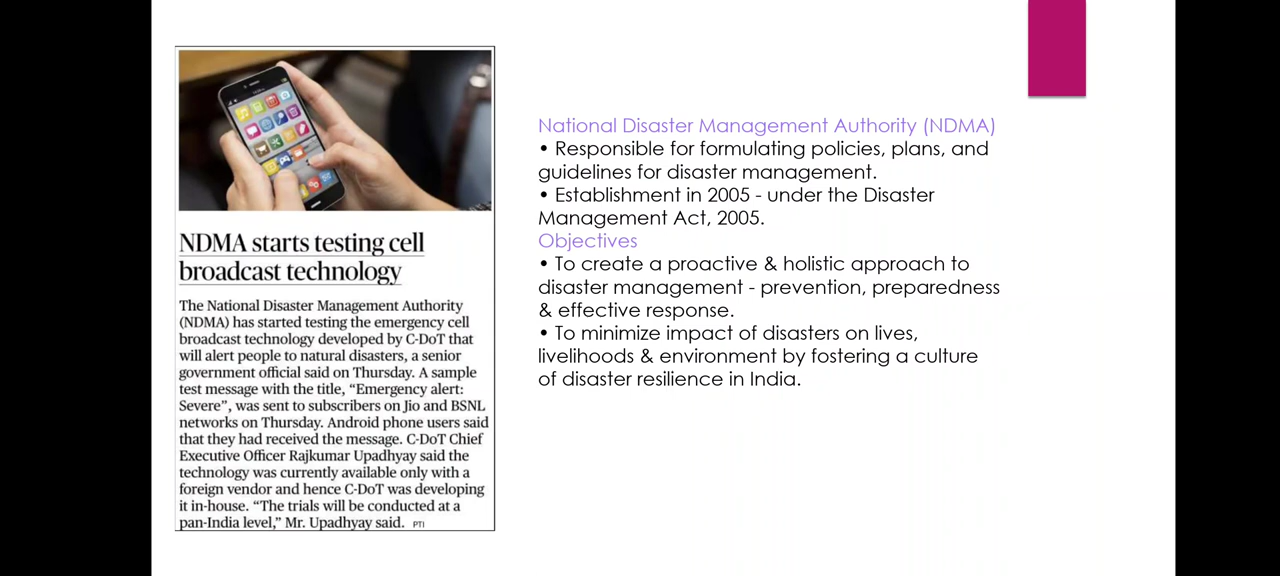 NDMA starts testing cell
broadcast technology
The National Disaster Management Authority
(NDMA) has started testing the emergency cell
broadcast technology developed by C-DoT that
will alert people to natural disasters, a senior
government official said on Thursday. A sample
test message with the title, “Emergency alert:
Severe”, was sent to subscribers on Jio and BSNL
networks on Thursday. Android phone users said
that they had received the message. C-DoT Chief
Executive Officer Rajkumar Upadhyay said the
technology was currently available only with a
foreign vendor and hence C-DoT was developing
it in-house. “The trials will be conducted at a
pan-India level,” Mr. Upadhyay said. PTI
National Disaster Management Authority (NDMA)
• Responsible for formulating policies, plans, and
guidelines for disaster management.
• Establishment in 2005 - under the Disaster
Management Act, 2005.
Objectives
• To create a proactive & holistic approach to
disaster management - prevention, preparedness
& effective response.
• To minimize impact of disasters on lives,
livelihoods & environment by fostering a culture
of disaster resilience in India.